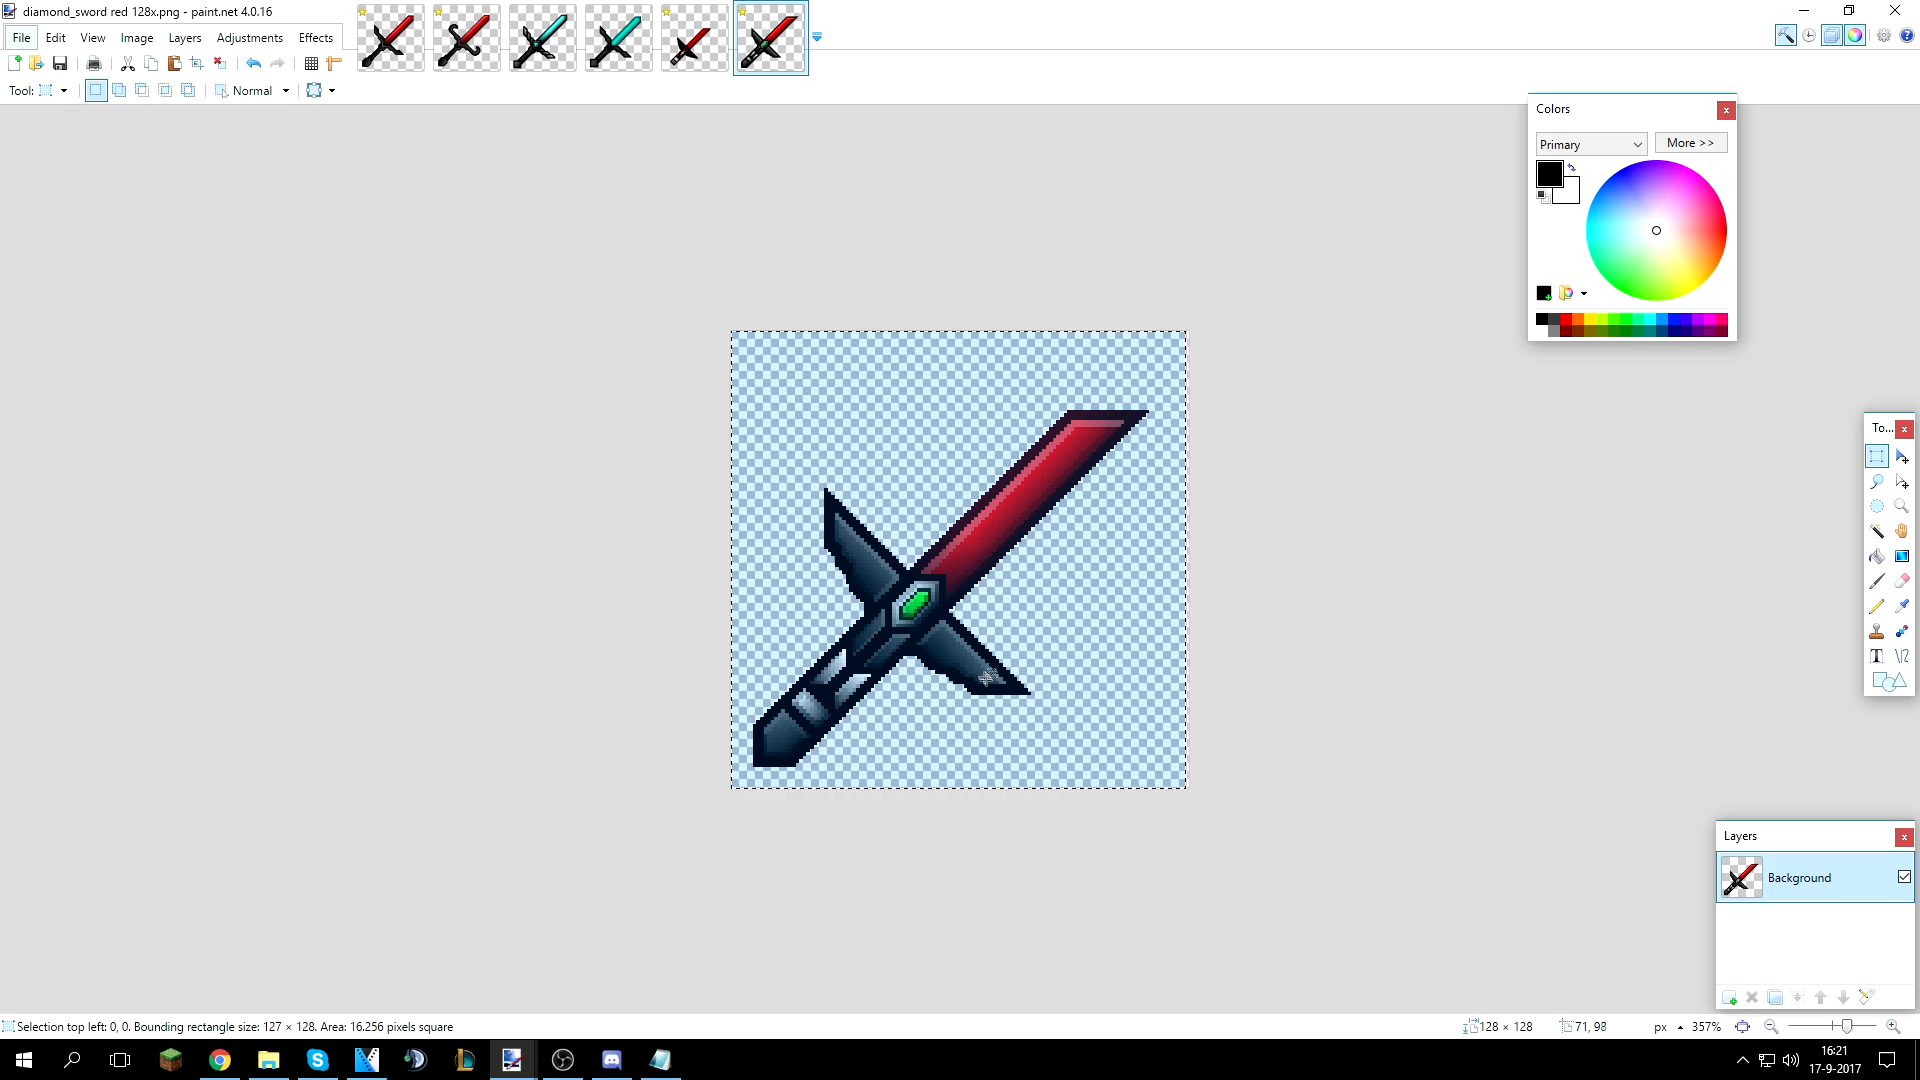 diamond_sword red 128x.png - paint.net 4.0.16
File Edit View Image Layers Adjustments Effects
Tool: Normal
Colors
Primary More >>
To...
Layers
Background
Selection top left: 0, 0. Bounding rectangle size: 127 × 128. Area: 16.256 pixels square
128 × 128 71, 98 px 357%
16:21
17-9-2017